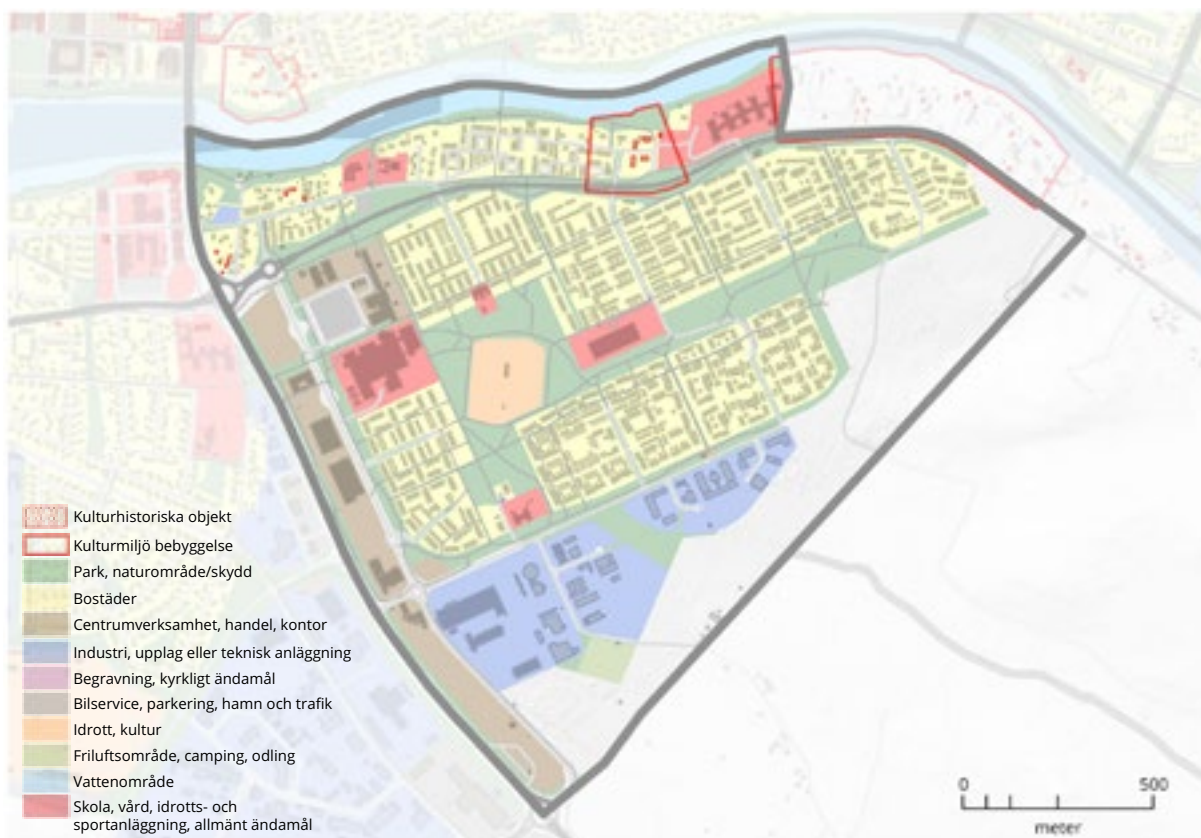 Kulturhistoriska objekt
Kulturmiljö bebyggelse
Park, naturområde/skydd
Bostäder
Centrumverksamhet, handel, kontor
Industri, upplag eller teknisk anläggning
Begravning, kyrkligt ändamål
Bilservice, parkering, hamn och trafik
Idrott, kultur
Friluftsområde, camping, odling
Vattenområde
Skola, vård, idrotts- och
sportanläggning, allmänt ändamål
0 500
meter